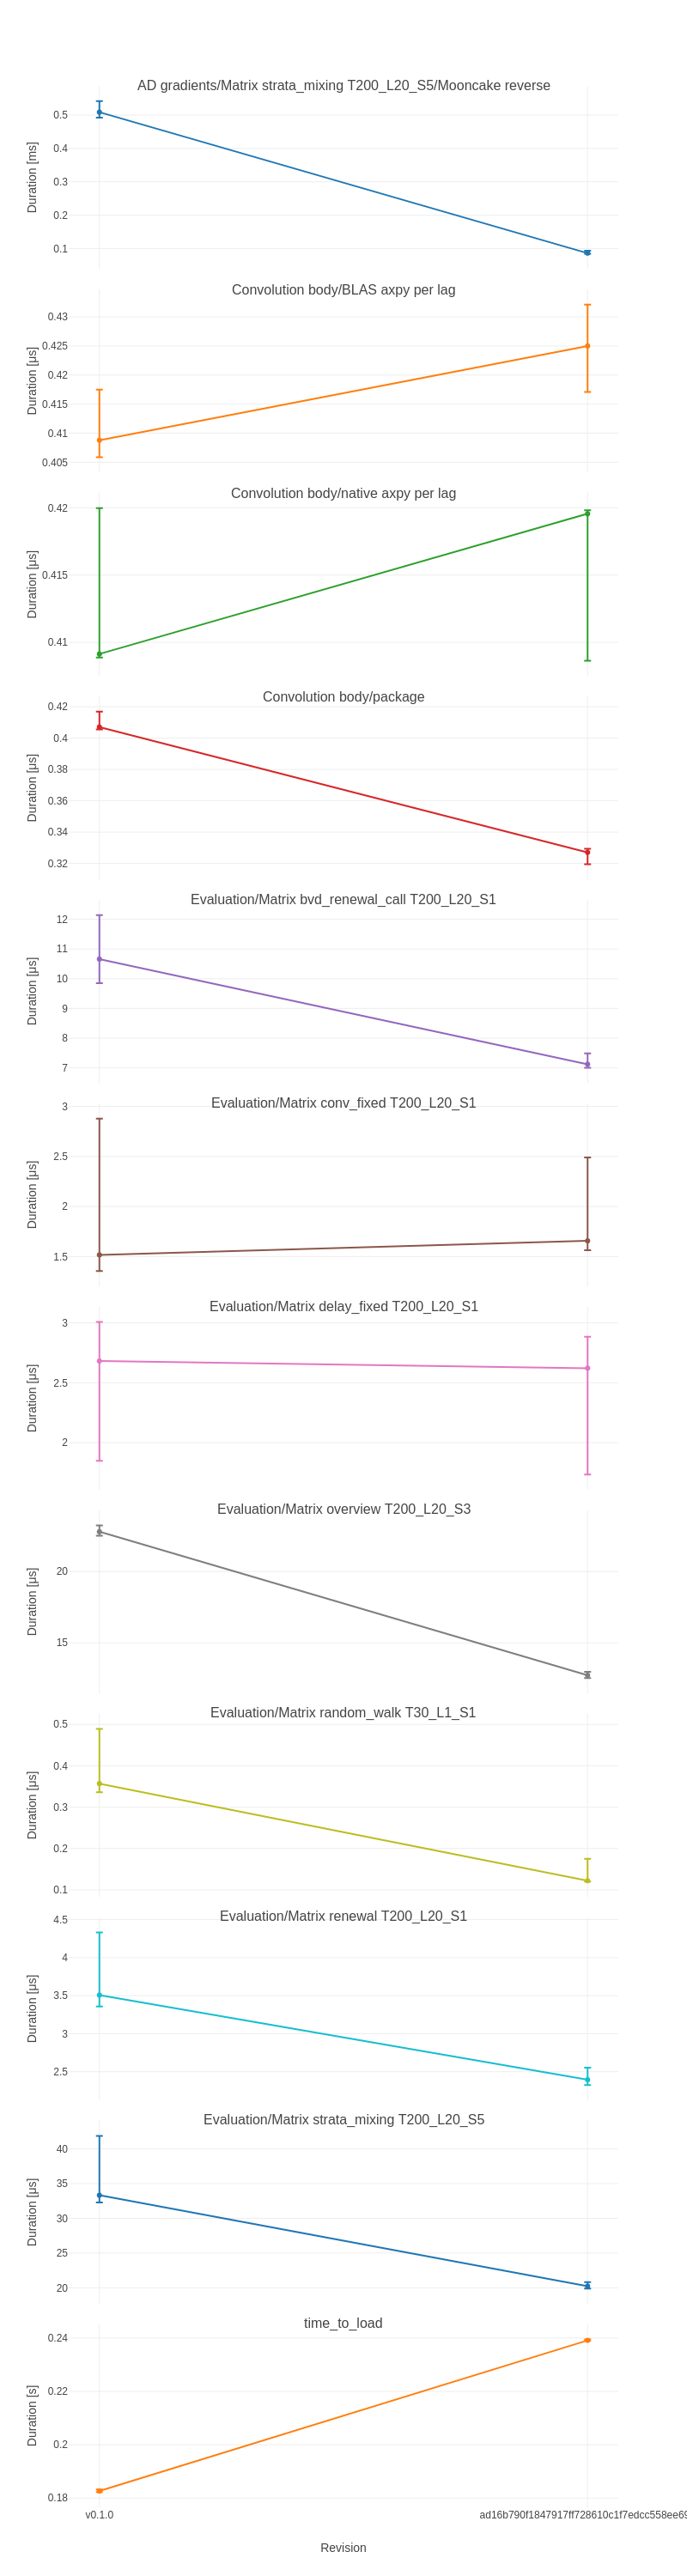 AD gradients/Matrix strata_mixing T200_L20_S5/Mooncake reverse
Duration [ms]
0.5
0.4
0.3
0.2
0.1
Convolution body/BLAS axpy per lag
Duration [μs]
0.43
0.425
0.42
0.415
0.41
0.405
Convolution body/native axpy per lag
Duration [μs]
0.42
0.415
0.41
Convolution body/package
Duration [μs]
0.42
0.4
0.38
0.36
0.34
0.32
Evaluation/Matrix bvd_renewal_call T200_L20_S1
Duration [μs]
12
11
10
9
8
7
Evaluation/Matrix conv_fixed T200_L20_S1
Duration [μs]
3
2.5
2
1.5
Evaluation/Matrix delay_fixed T200_L20_S1
Duration [μs]
3
2.5
2
Evaluation/Matrix overview T200_L20_S3
Duration [μs]
20
15
Evaluation/Matrix random_walk T30_L1_S1
Duration [μs]
0.5
0.4
0.3
0.2
0.1
Evaluation/Matrix renewal T200_L20_S1
Duration [μs]
4.5
4
3.5
3
2.5
Evaluation/Matrix strata_mixing T200_L20_S5
Duration [μs]
40
35
30
25
20
time_to_load
Duration [s]
0.24
0.22
0.2
0.18
v0.1.0
ad16b790f1847917ff728610c1f7edcc558ee69
Revision